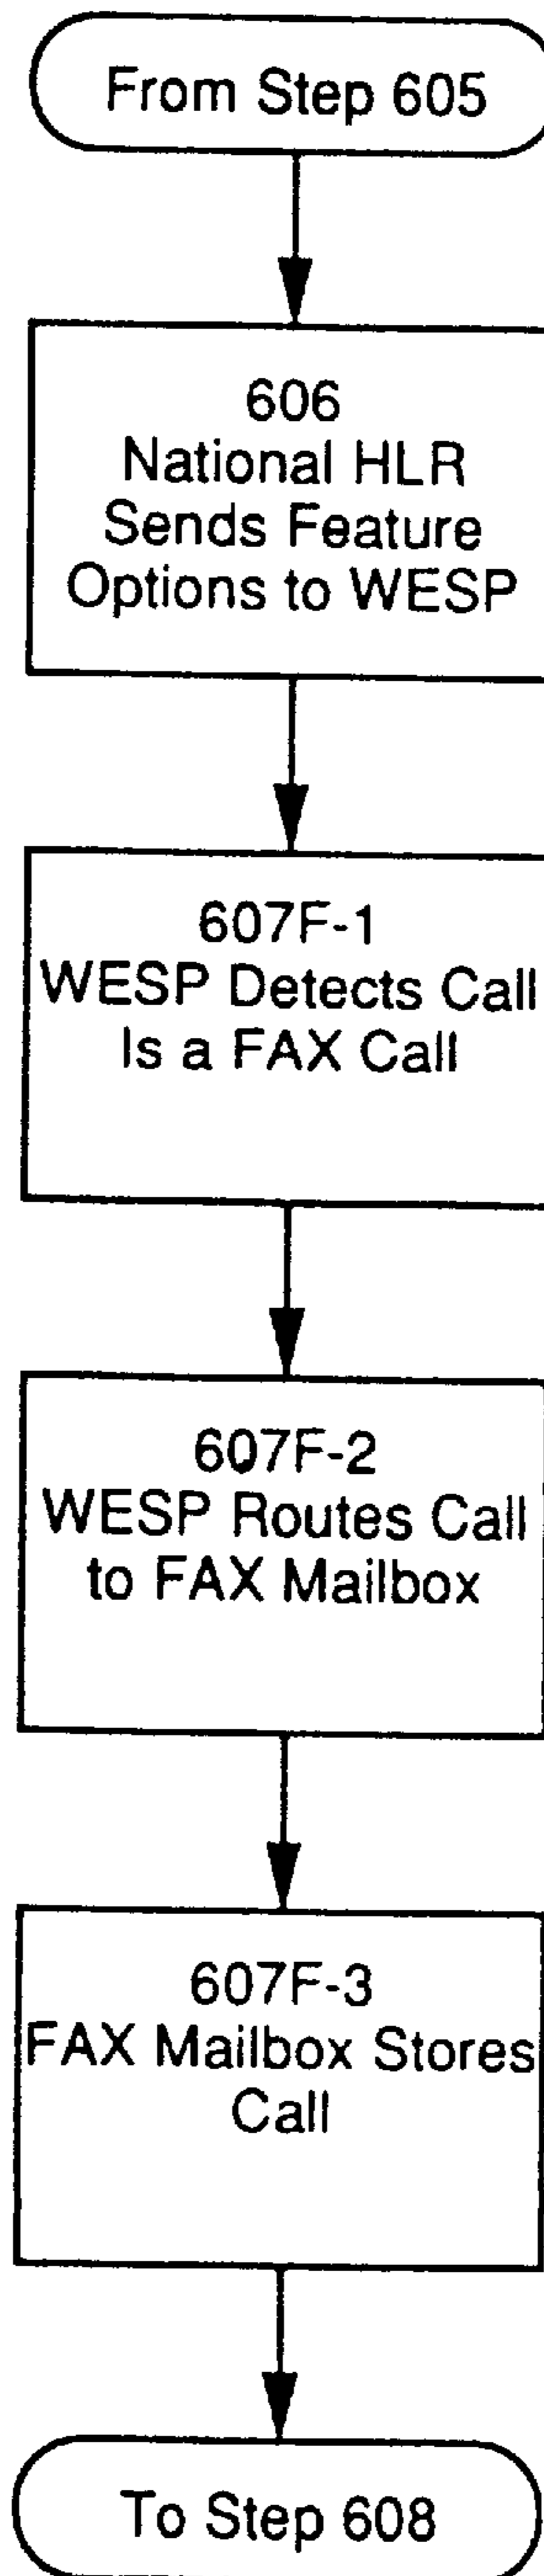 From Step 605
606
National HLR
Sends Feature
Options to WESP
607F-1
WESP Detects Call
Is a FAX Call
607F-2
WESP Routes Call
to FAX Mailbox
607F-3
FAX Mailbox Stores
Call
To Step 608